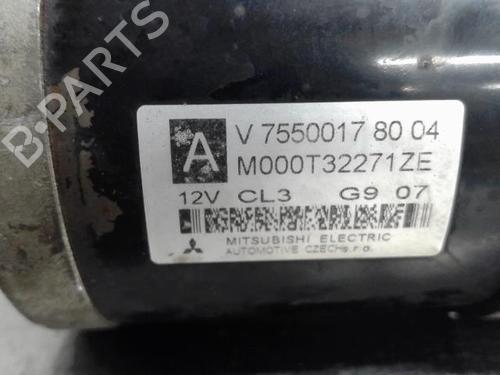 B-PARTS
A V 7550017 80 04
M000T32271ZE
12V CL3 G9 07
MITSUBISHI ELECTRIC
AUTOMOTIVE CZECH s.r.o.